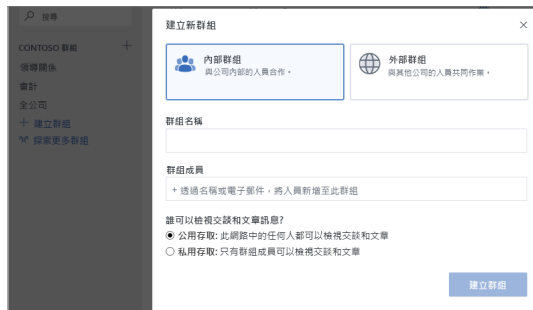 搜尋
CONTOSO 群組
領導關係
會計
全公司
+ 建立群組
探索更多群組
建立新群組
內部群組
與公司內部的人員合作。
外部群組
與其他公司的人員共同作業。
群組名稱
群組成員
+ 透過名稱或電子郵件，將人員新增至此群組
誰可以檢視交談和文章訊息?
公用存取: 此網路中的任何人都可以檢視交談和文章
私用存取: 只有群組成員可以檢視交談和文章
建立群組